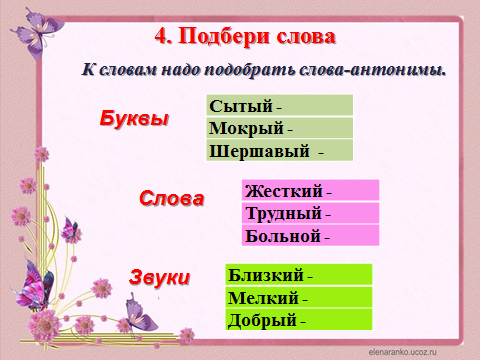 4. Подбери слова
К словам надо подобрать слова-антонимы.
Буквы
Сытый -
Мокрый -
Шершавый -
Слова
Жесткий -
Трудный -
Больной -
Звуки
Близкий -
Мелкий -
Добрый -
elenaranko.ucoz.ru